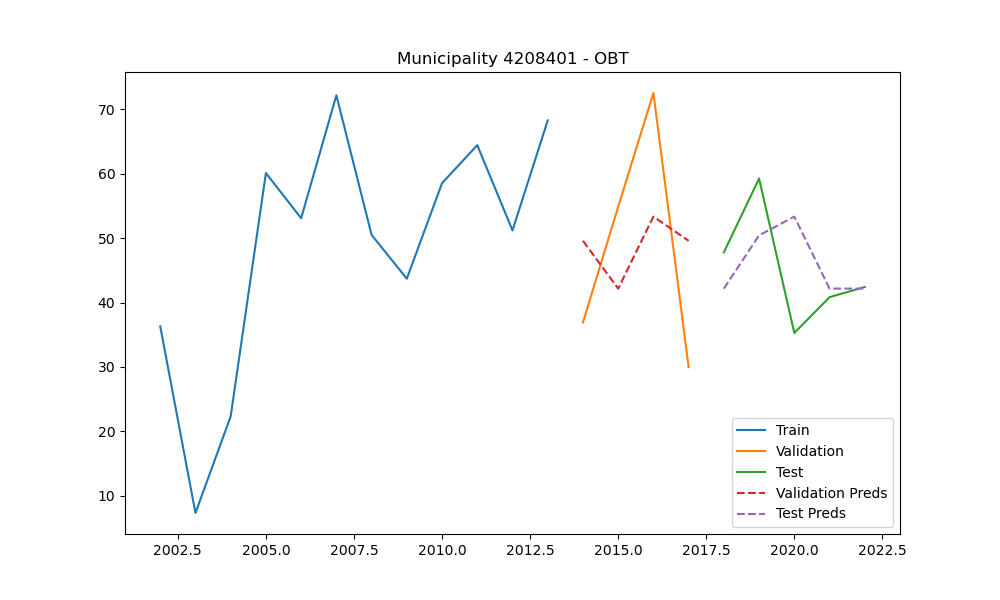 Municipality 4208401 - OBT
70
60
50
40
30
20
10
Train
Validation
Test
Validation Preds
Test Preds
2002.5 2005.0 2007.5 2010.0 2012.5 2015.0 2017.5 2020.0 2022.5